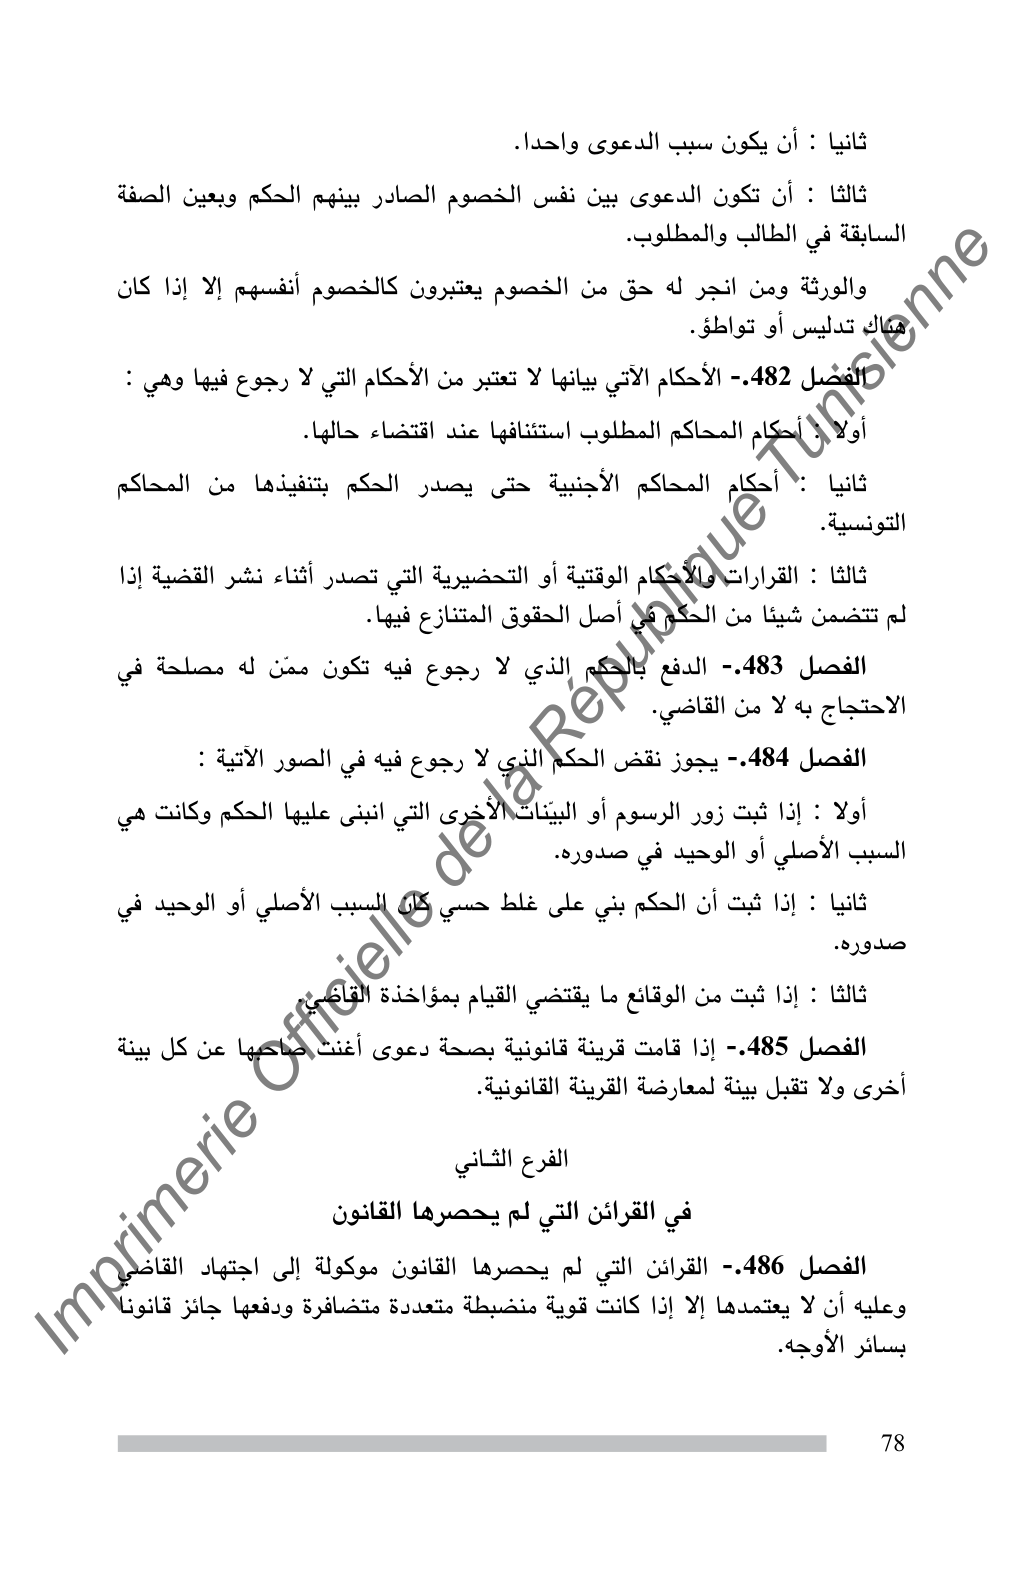 ثانيا : أن يكون سبب الدعوى واحدا.
ثالثا : أن تكون الدعوى بين نفس الخصوم الصادر بينهم الحكم وبعين الصفة
السابقة في الطالب والمطلوب.
والورثة ومن انجر له حق من الخصوم يعتبرون كالخصوم أنفسهم إلا إذا كان
هناك تدليس أو تواطؤ.
الفصل 482.- الأحكام الآتي بيانها لا تعتبر من الأحكام التي لا رجوع فيها وهي :
أولا : أحكام المحاكم المطلوب استئنافها عند اقتضاء حالها.
ثانيا : أحكام المحاكم الأجنبية حتى يصدر الحكم بتنفيذها من المحاكم
التونسية.
ثالثا : القرارات والأحكام الوقتية أو التحضيرية التي تصدر أثناء نشر القضية إذا
لم تتضمن شيئا من الحكم في أصل الحقوق المتنازع فيها.
الفصل 483.- الدفع بالحكم الذي لا رجوع فيه تكون ممّن له مصلحة في
الاحتجاج به لا من القاضي.
الفصل 484.- يجوز نقض الحكم الذي لا رجوع فيه في الصور الآتية :
أولا : إذا ثبت زور الرسوم أو البيّنات الأخرى التي انبنى عليها الحكم وكانت هي
السبب الأصلي أو الوحيد في صدوره.
ثانيا : إذا ثبت أن الحكم بني على غلط حسي كان السبب الأصلي أو الوحيد في
صدوره.
ثالثا : إذا ثبت من الوقائع ما يقتضي القيام بمؤاخذة القاضي.
الفصل 485.- إذا قامت قرينة قانونية بصحة دعوى أغنت صاحبها عن كل بينة
أخرى ولا تقبل بينة لمعارضة القرينة القانونية.
الفرع الثـاني
في القرائن التي لم يحصرها القانون
الفصل 486.- القرائن التي لم يحصرها القانون موكولة إلى اجتهاد القاضي
وعليه أن لا يعتمدها إلا إذا كانت قوية منضبطة متعددة متضافرة ودفعها جائز قانونا
بسائر الأوجه.
78
Imprimerie Officielle de la République Tunisienne